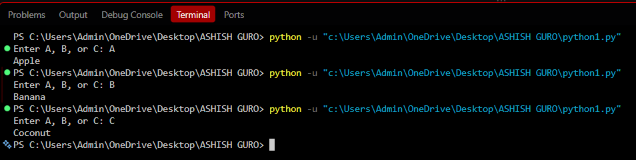 Problems Output Debug Console Terminal Ports
PS C:\Users\Admin\OneDrive\Desktop\ASHISH GURO> python -u "c:\Users\Admin\OneDrive\Desktop\ASHISH GURO\python1.py"
Enter A, B, or C: A
Apple
PS C:\Users\Admin\OneDrive\Desktop\ASHISH GURO> python -u "c:\Users\Admin\OneDrive\Desktop\ASHISH GURO\python1.py"
Enter A, B, or C: B
Banana
PS C:\Users\Admin\OneDrive\Desktop\ASHISH GURO> python -u "c:\Users\Admin\OneDrive\Desktop\ASHISH GURO\python1.py"
Enter A, B, or C: C
Coconut
PS C:\Users\Admin\OneDrive\Desktop\ASHISH GURO>